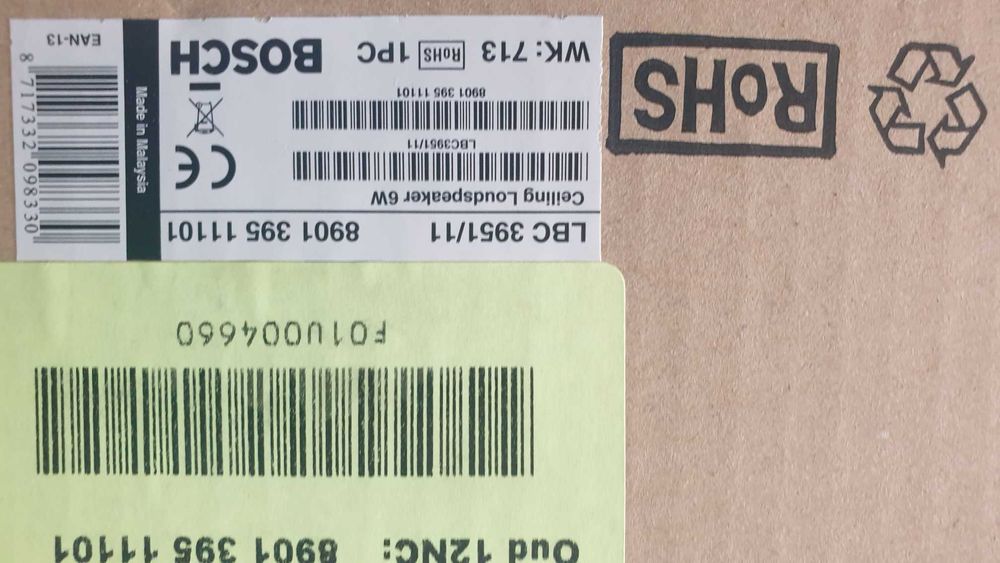 Oud 12NC: 8901 395 11101
F01U004660
LBC 3951/11 8901 395 11101
Ceiling Loudspeaker 6W
LBC3951/11
CE
8901 395 11101
WK: 713 RoHS 1PC BOSCH
Made in Malaysia
8 717332 098330
EAN-13
RoHS